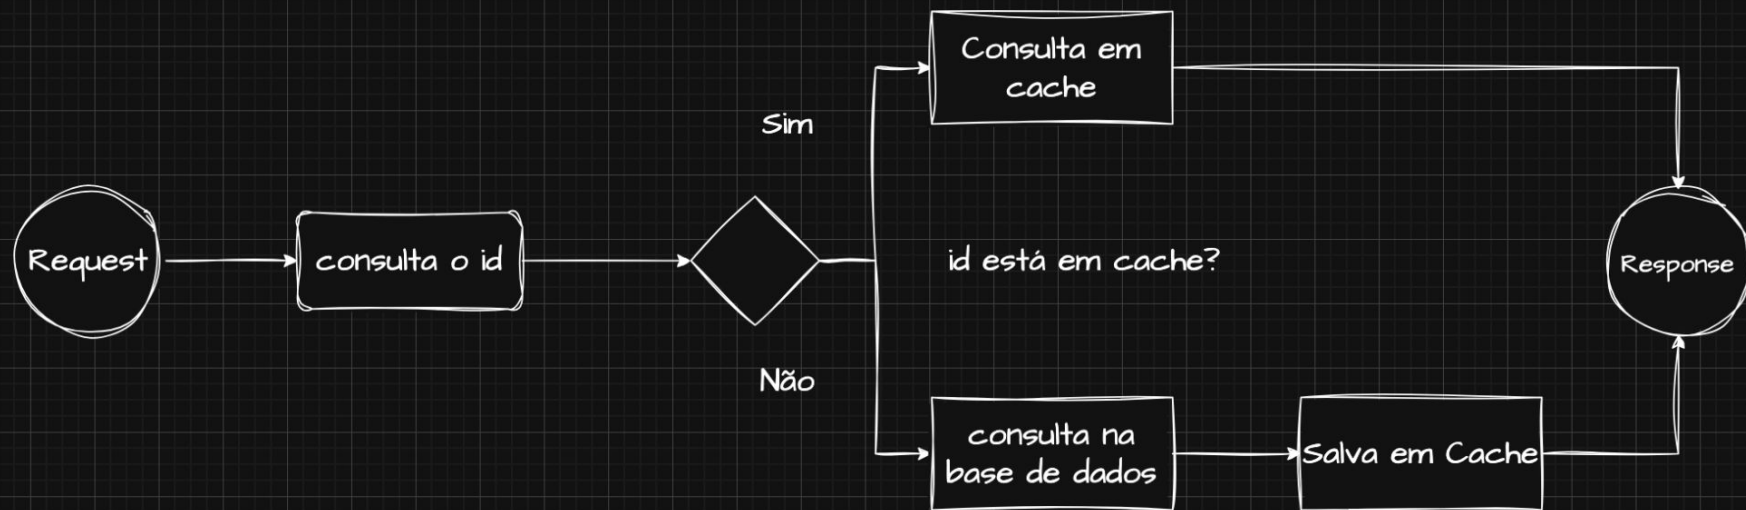 Consulta em
cache
Sim
Request
consulta o id
id está em cache?
Response
Não
consulta na
base de dados
Salva em Cache